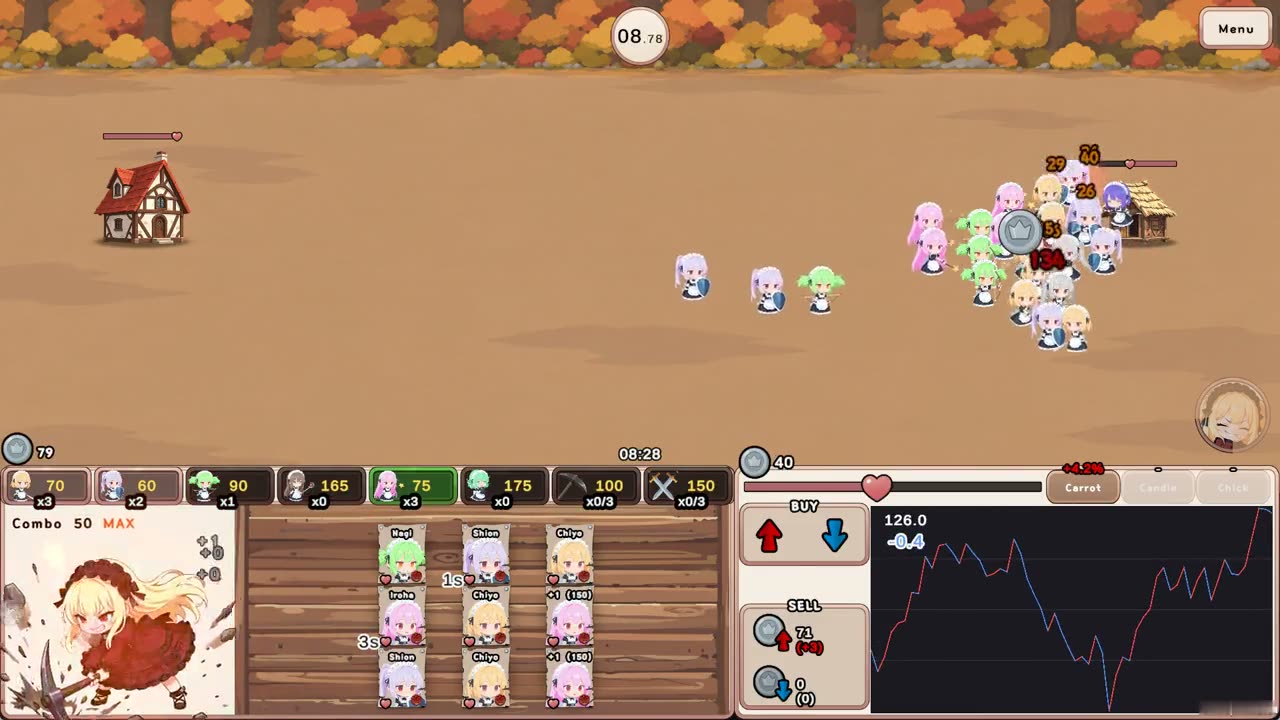 08.78
Menu
29
26
40
26
134
79
08:28
40
70
x3
60
x2
90
x1
165
x0
75
x3
175
x0
100
x0/3
150
x0/3
+4.2%
Carrot
Candle
Chick
Combo 50 MAX
+1
+0
+0
Nagi
Shion
Chiyo
1s
Iroha
Chiyo
+1 (150)
3s
Shion
Chiyo
+1 (150)
BUY
SELL
71
(+3)
0
(0)
126.0
-0.4